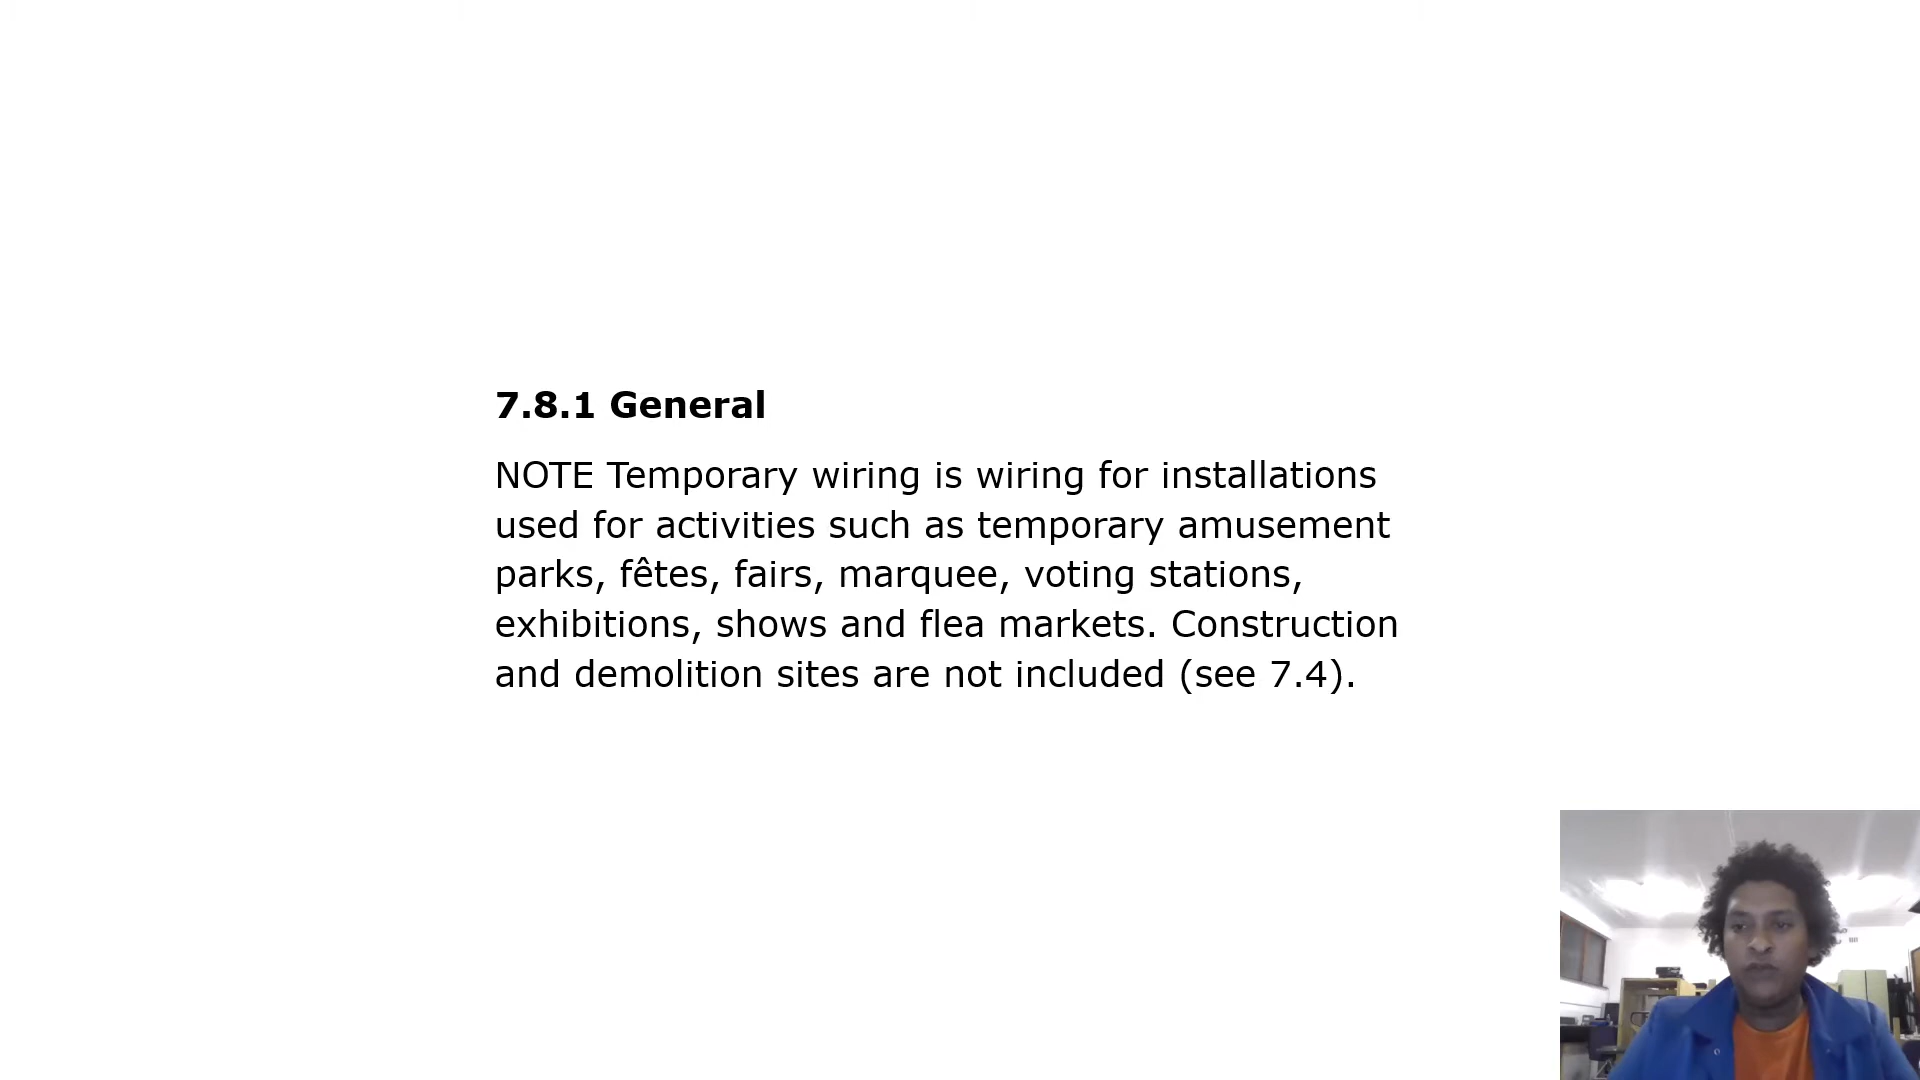 7.8.1 General
NOTE Temporary wiring is wiring for installations
used for activities such as temporary amusement
parks, fêtes, fairs, marquee, voting stations,
exhibitions, shows and flea markets. Construction
and demolition sites are not included (see 7.4).